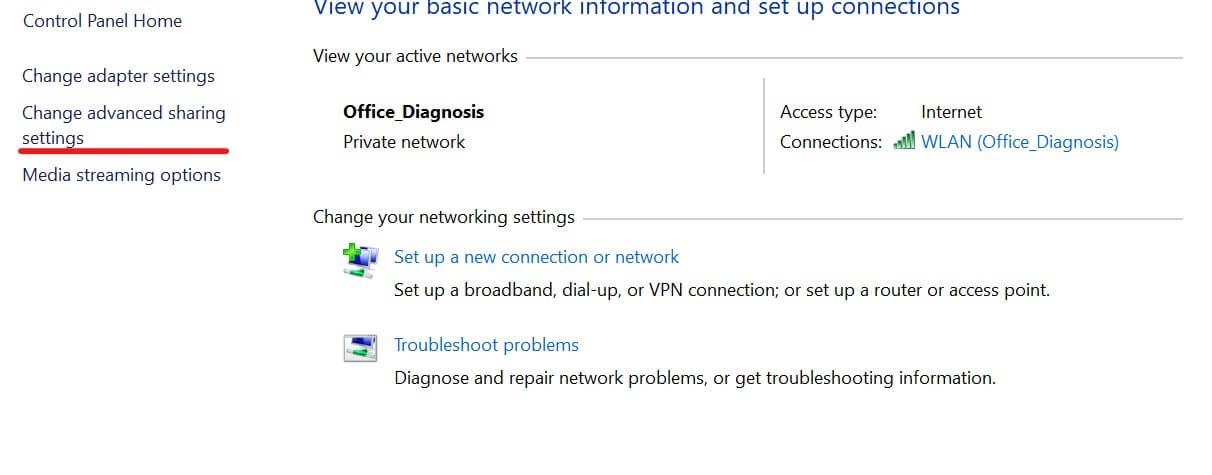 Control Panel Home
View your basic network information and set up connections
View your active networks
Change adapter settings
Change advanced sharing
settings
Media streaming options
Office_Diagnosis
Private network
Access type: Internet
Connections: WLAN (Office_Diagnosis)
Change your networking settings
Set up a new connection or network
Set up a broadband, dial-up, or VPN connection; or set up a router or access point.
Troubleshoot problems
Diagnose and repair network problems, or get troubleshooting information.